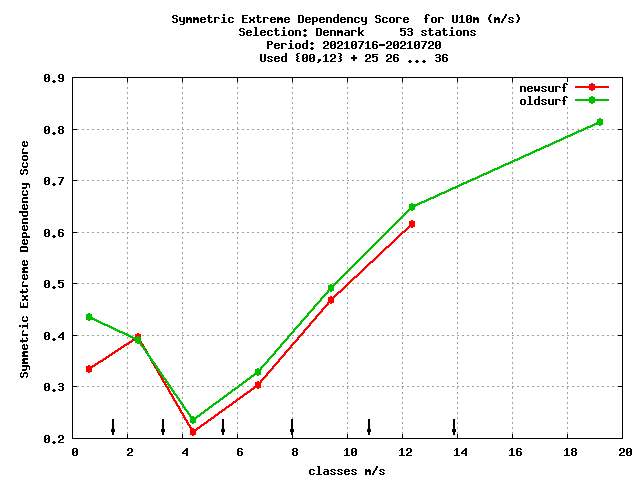 Symmetric Extreme Dependency Score  for U10m (m/s)
Selection: Denmark     53 stations
Period: 20210716-20210720
Used {00,12} + 25 26 ... 36
newsurf
oldsurf
0.9
0.8
0.7
0.6
0.5
0.4
0.3
0.2
Symmetric Extreme Dependency Score
0 2 4 6 8 10 12 14 16 18 20
classes m/s